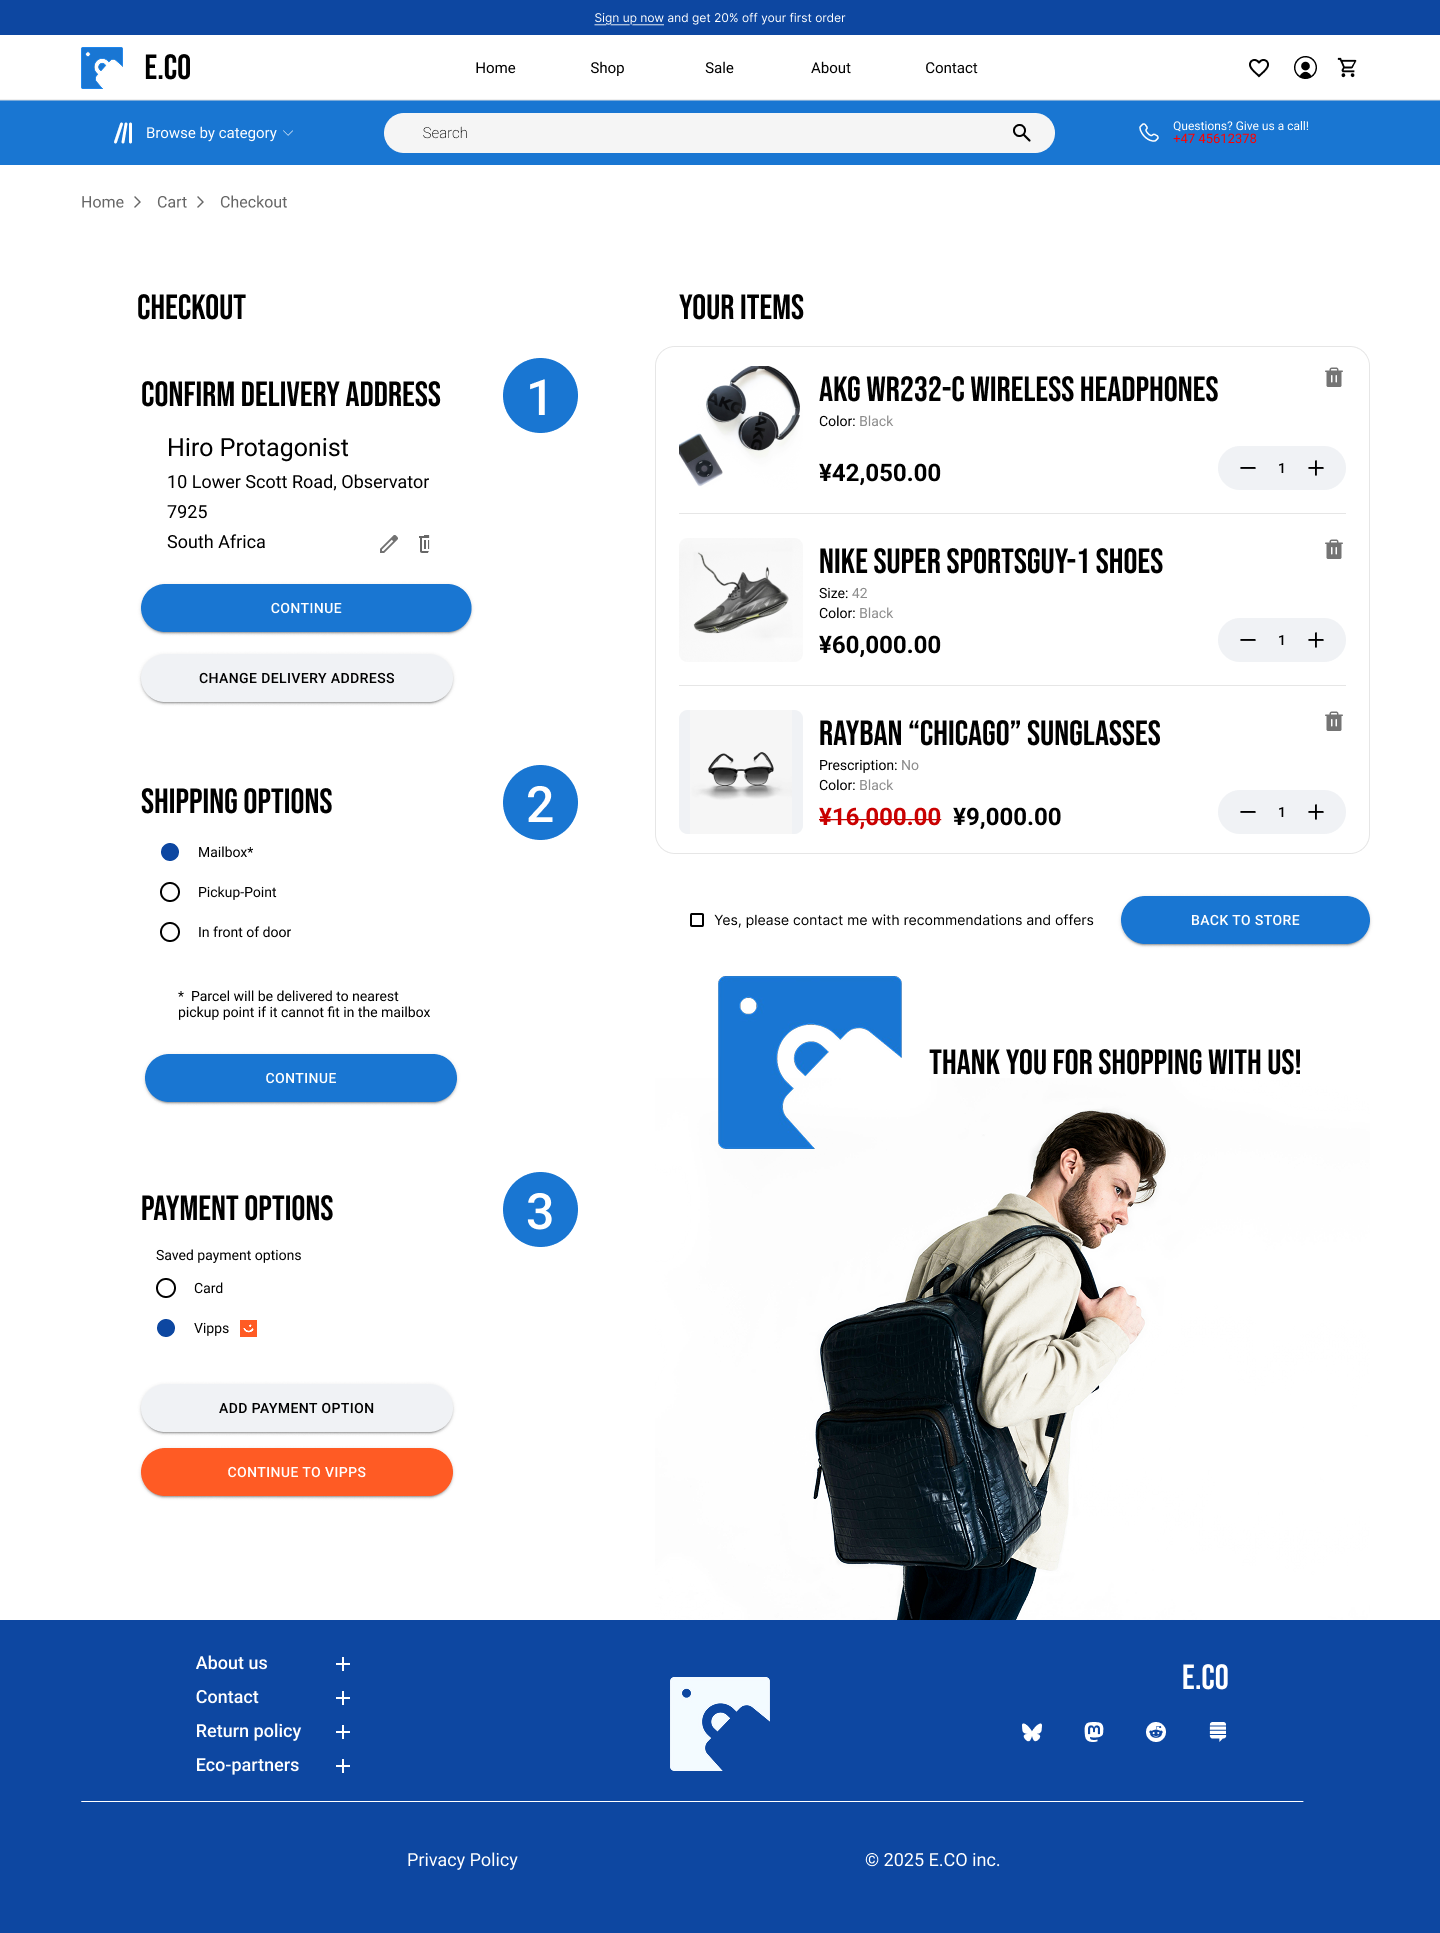 Sign up now and get 20% off your first order
E.CO
Home
Shop
Sale
About
Contact
Browse by category
Search
Questions? Give us a call!
+47 45612378
Home
Cart
Checkout
CHECKOUT
CONFIRM DELIVERY ADDRESS
1
Hiro Protagonist
10 Lower Scott Road, Observator
7925
South Africa
CONTINUE
CHANGE DELIVERY ADDRESS
SHIPPING OPTIONS
2
Mailbox*
Pickup-Point
In front of door
* Parcel will be delivered to nearest
pickup point if it cannot fit in the mailbox
CONTINUE
PAYMENT OPTIONS
3
Saved payment options
Card
Vipps
ADD PAYMENT OPTION
CONTINUE TO VIPPS
YOUR ITEMS
AKG
AKG
AKG WR232-C WIRELESS HEADPHONES
Color: Black
¥42,050.00
1
NIKE SUPER SPORTSGUY-1 SHOES
Size: 42
Color: Black
¥60,000.00
1
RAYBAN “CHICAGO” SUNGLASSES
Prescription: No
Color: Black
¥16,000.00 ¥9,000.00
1
Yes, please contact me with recommendations and offers
BACK TO STORE
THANK YOU FOR SHOPPING WITH US!
About us
Contact
Return policy
Eco-partners
E.CO
Privacy Policy
© 2025 E.CO inc.